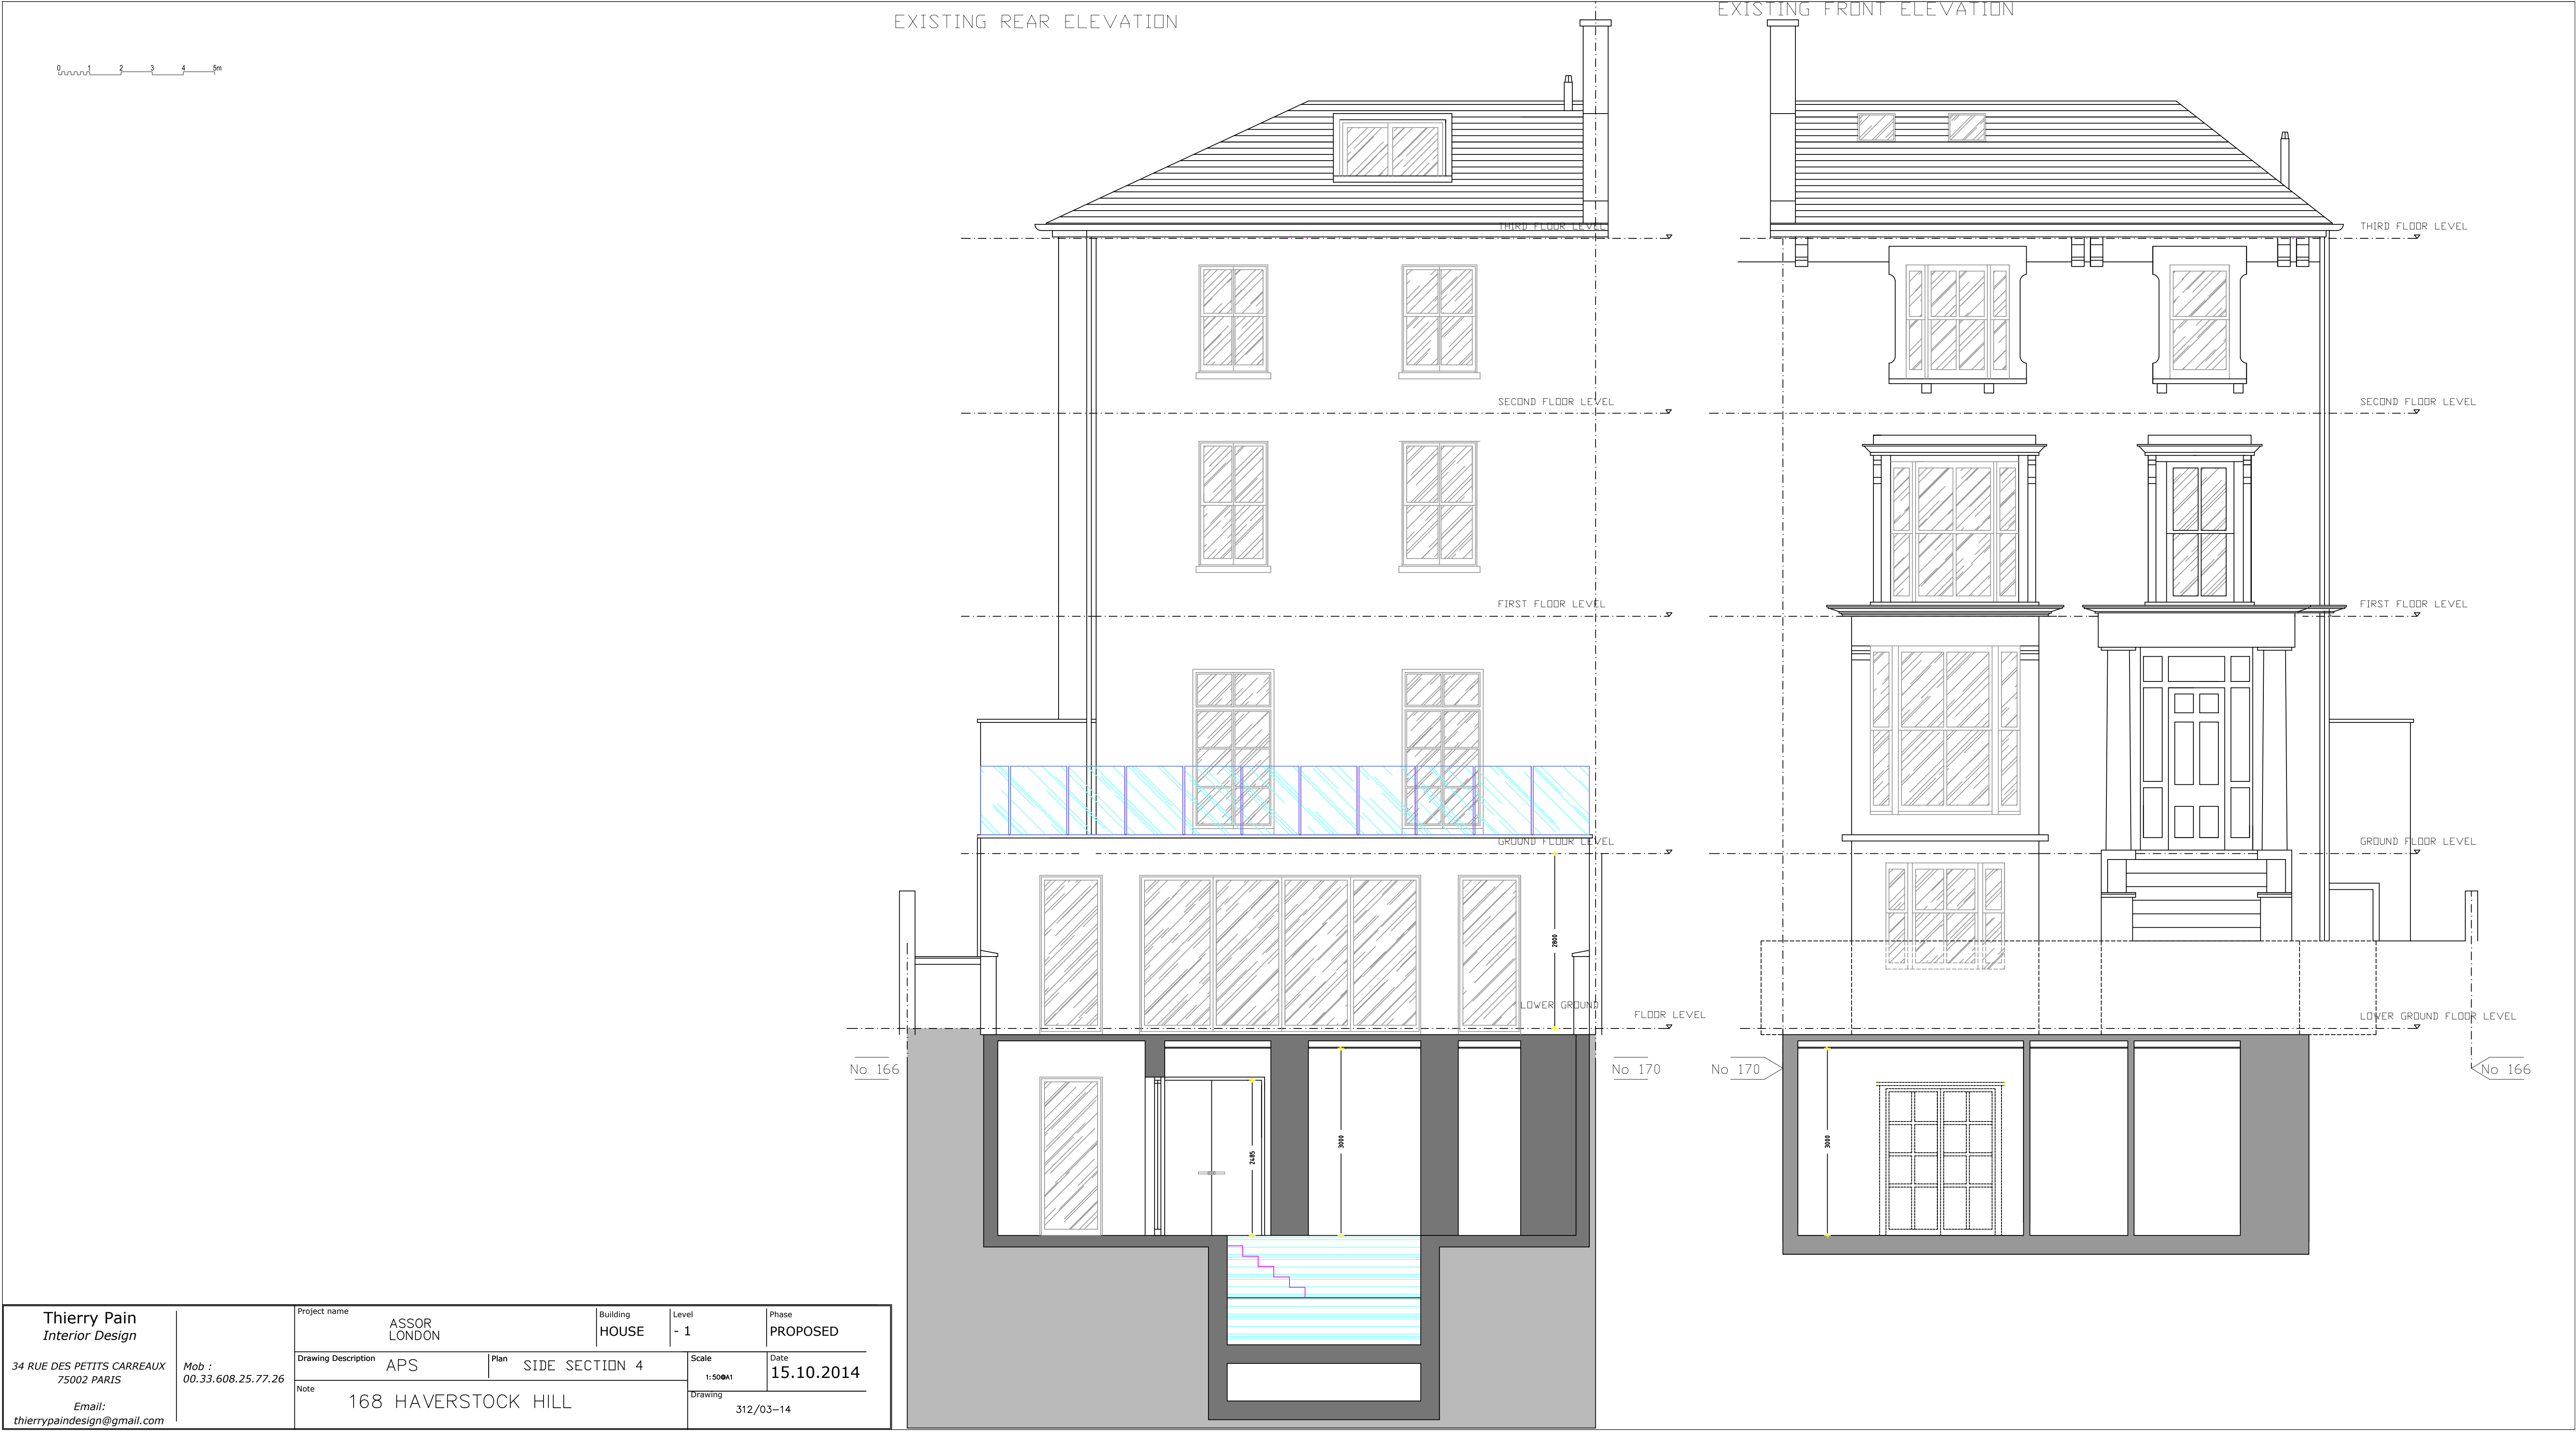 EXISTING REAR ELEVATION
EXISTING FRONT ELEVATION
0 1 2 3 4 5m
THIRD FLOOR LEVEL
THIRD FLOOR LEVEL
SECOND FLOOR LEVEL
SECOND FLOOR LEVEL
FIRST FLOOR LEVEL
FIRST FLOOR LEVEL
GROUND FLOOR LEVEL
GROUND FLOOR LEVEL
2800
LOWER GROUND
FLOOR LEVEL
LOWER GROUND FLOOR LEVEL
No 166
No 170
No 170
No 166
2485
3000
3000
Thierry Pain
Interior Design
34 RUE DES PETITS CARREAUX
75002 PARIS
Email:
thierrypaindesign@gmail.com
Mob :
00.33.608.25.77.26
Project name
ASSOR
LONDON
Building
HOUSE
Level
- 1
Phase
PROPOSED
Drawing Description
APS
Plan
SIDE SECTION 4
Scale
1:50@A1
Date
15.10.2014
Note
168 HAVERSTOCK HILL
Drawing
312/03-14